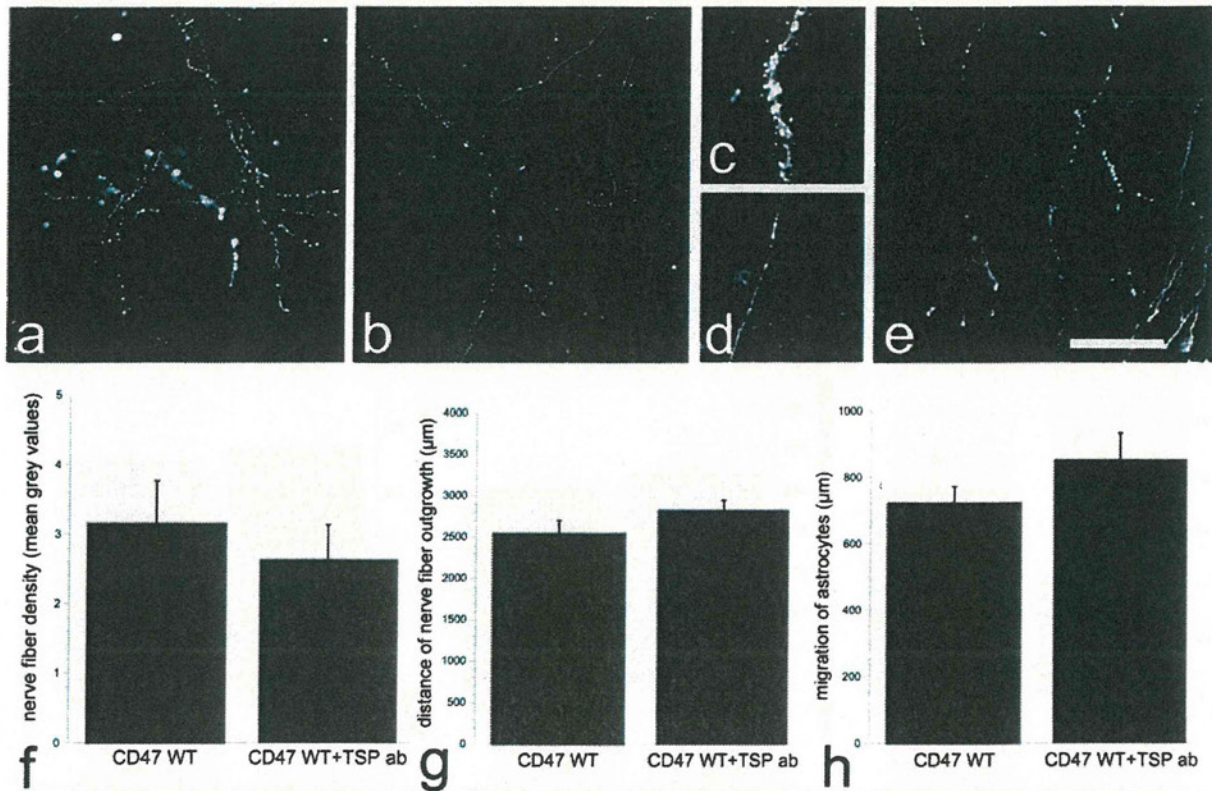 a
b
c
d
e
nerve fiber density (mean grey values)
5
4
3
2
1
0
CD47 WT
CD47 WT+TSP ab
f
distance of nerve fiber outgrowth (µm)
4000
3500
3000
2500
2000
1500
1000
500
0
CD47 WT
CD47 WT+TSP ab
g
migration of astrocytes (µm)
1000
800
600
400
200
0
CD47 WT
CD47 WT+TSP ab
h